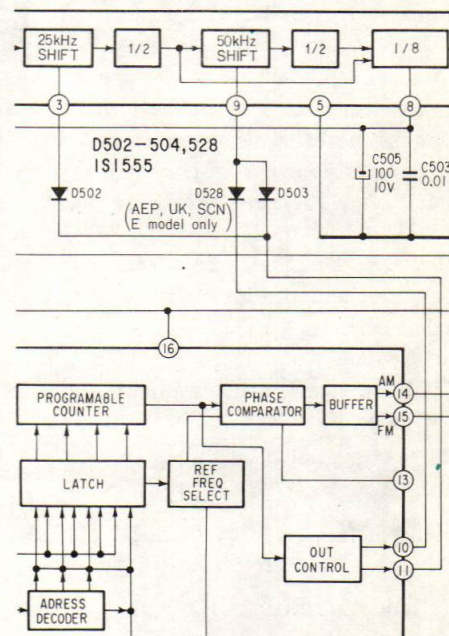 25kHz SHIFT
1/2
50kHz SHIFT
1/2
1/8
3
9
5
8
D502-504,528
1S1555
D502
D528
D503
C505
100
10V
C503
0.01
(AEP, UK, SCN
E model only)
16
PROGRAMABLE
COUNTER
PHASE
COMPARATOR
BUFFER
AM
14
15
FM
LATCH
REF
FREQ
SELECT
13
OUT
CONTROL
10
11
ADRESS
DECODER